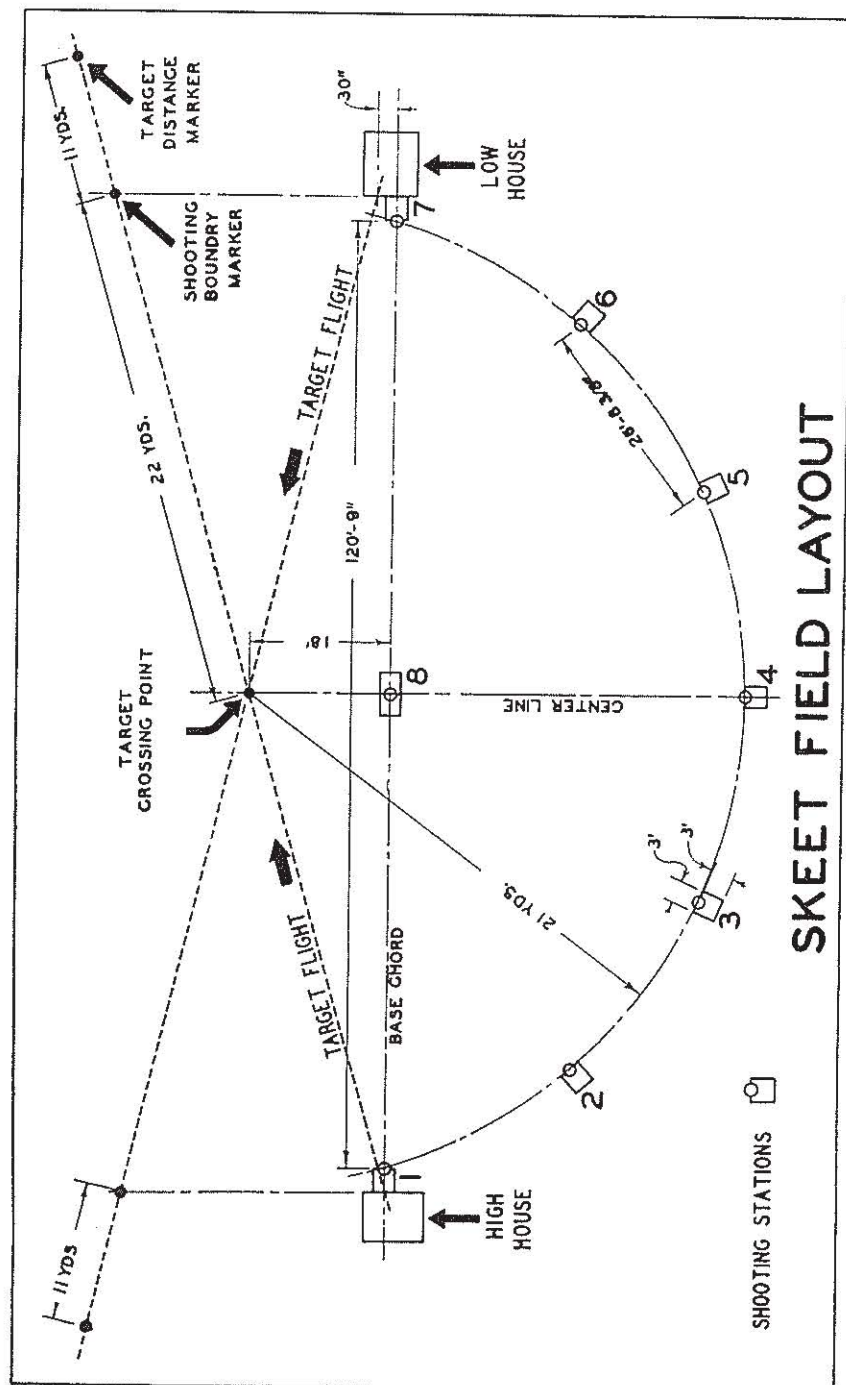 11 YDS.
TARGET
DISTANCE
MARKER
22 YDS.
SHOOTING
BOUNDRY
MARKER
30"
TARGET
CROSSING POINT
TARGET FLIGHT
TARGET FLIGHT
11 YDS
18'
120'-9"
BASE CHORD
8
1
7
HIGH
HOUSE
LOW
HOUSE
CENTER LINE
21 YDS.
2
3
3'
3'
4
5
6
SHOOTING STATIONS
SKEET FIELD LAYOUT